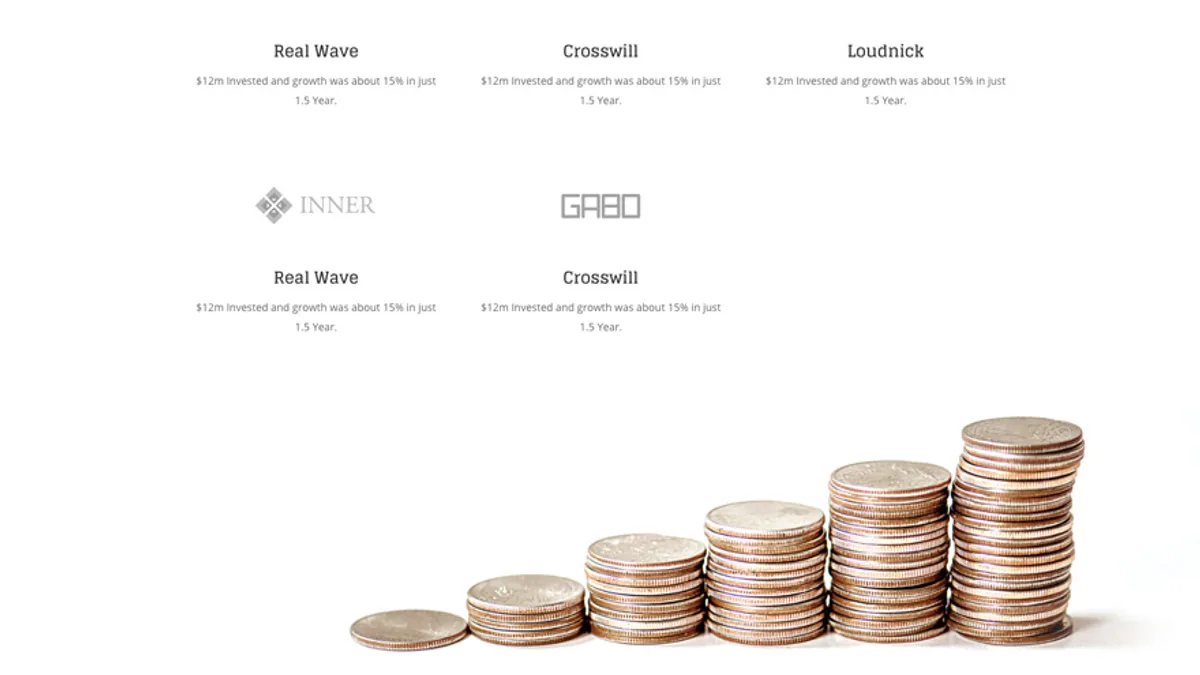 Real Wave
Crosswill
Loudnick
$12m Invested and growth was about 15% in just
1.5 Year.
$12m Invested and growth was about 15% in just
1.5 Year.
$12m Invested and growth was about 15% in just
1.5 Year.
INNER
GABO
Real Wave
Crosswill
$12m Invested and growth was about 15% in just
1.5 Year.
$12m Invested and growth was about 15% in just
1.5 Year.